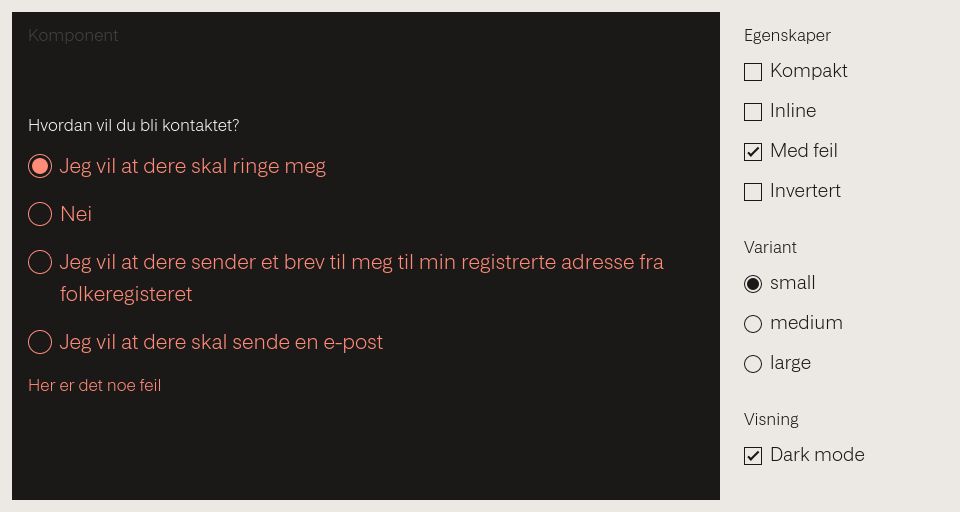 Komponent
Hvordan vil du bli kontaktet?
Jeg vil at dere skal ringe meg
Nei
Jeg vil at dere sender et brev til meg til min registrerte adresse fra
folkeregisteret
Jeg vil at dere skal sende en e-post
Her er det noe feil
Egenskaper
Kompakt
Inline
Med feil
Invertert
Variant
small
medium
large
Visning
Dark mode